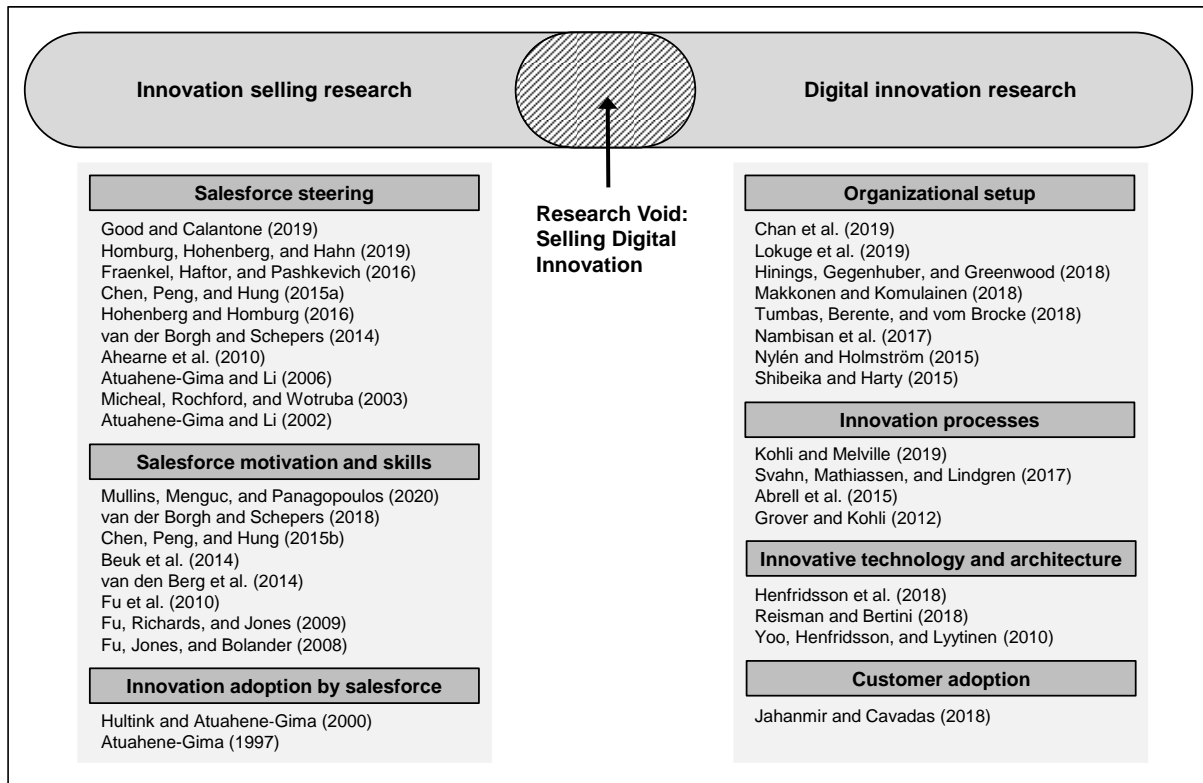 Innovation selling research
Digital innovation research
Research Void:
Selling Digital
Innovation
Salesforce steering
Good and Calantone (2019)
Homburg, Hohenberg, and Hahn (2019)
Fraenkel, Haftor, and Pashkevich (2016)
Chen, Peng, and Hung (2015a)
Hohenberg and Homburg (2016)
van der Borgh and Schepers (2014)
Ahearne et al. (2010)
Atuahene-Gima and Li (2006)
Micheal, Rochford, and Wotruba (2003)
Atuahene-Gima and Li (2002)
Salesforce motivation and skills
Mullins, Menguc, and Panagopoulos (2020)
van der Borgh and Schepers (2018)
Chen, Peng, and Hung (2015b)
Beuk et al. (2014)
van den Berg et al. (2014)
Fu et al. (2010)
Fu, Richards, and Jones (2009)
Fu, Jones, and Bolander (2008)
Innovation adoption by salesforce
Hultink and Atuahene-Gima (2000)
Atuahene-Gima (1997)
Organizational setup
Chan et al. (2019)
Lokuge et al. (2019)
Hinings, Gegenhuber, and Greenwood (2018)
Makkonen and Komulainen (2018)
Tumbas, Berente, and vom Brocke (2018)
Nambisan et al. (2017)
Nylén and Holmström (2015)
Shibeika and Harty (2015)
Innovation processes
Kohli and Melville (2019)
Svahn, Mathiassen, and Lindgren (2017)
Abrell et al. (2015)
Grover and Kohli (2012)
Innovative technology and architecture
Henfridsson et al. (2018)
Reisman and Bertini (2018)
Yoo, Henfridsson, and Lyytinen (2010)
Customer adoption
Jahanmir and Cavadas (2018)